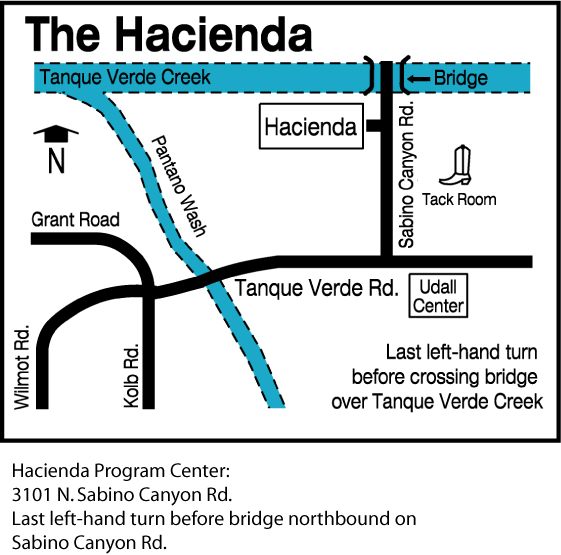 The Hacienda
Tanque Verde Creek
Bridge
Hacienda
Sabino Canyon Rd.
N
Pantano Wash
Tack Room
Grant Road
Tanque Verde Rd.
Udall
Center
Wilmot Rd.
Kolb Rd.
Last left-hand turn
before crossing bridge
over Tanque Verde Creek
Hacienda Program Center:
3101 N. Sabino Canyon Rd.
Last left-hand turn before bridge northbound on
Sabino Canyon Rd.